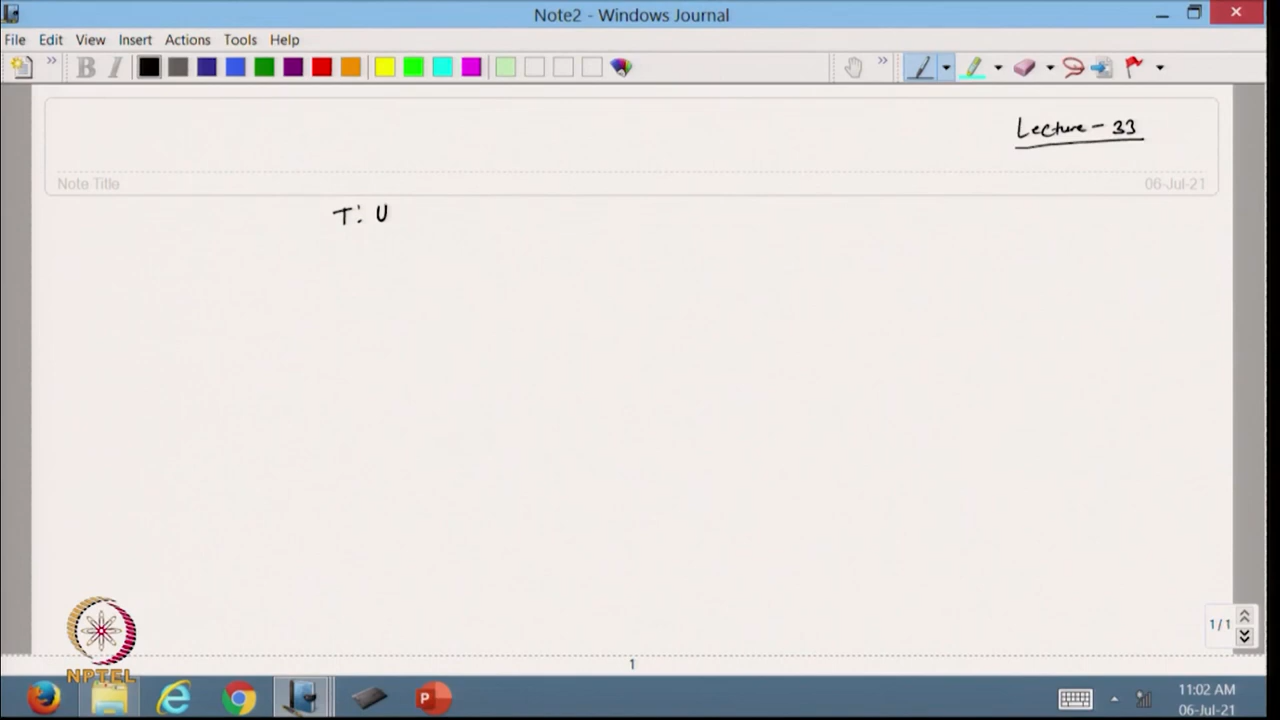 Note2 - Windows Journal
File Edit View Insert Actions Tools Help
B I
Lecture - 33
Note Title
06-Jul-21
T: U
1 / 1
NPTEL
1
11:02 AM
06-Jul-21